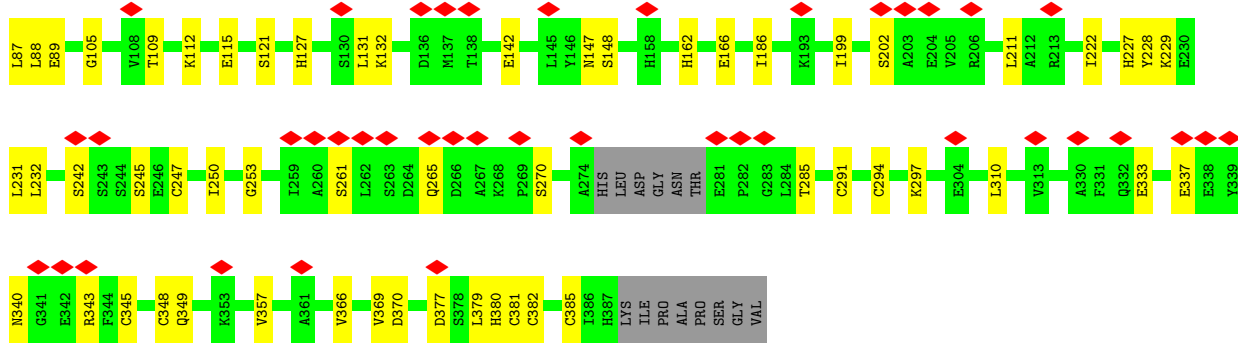 L87 L88 E89 G105 V108 T109 K112 E115 S121 H127 S130 L131 K132 D136 M137 T138 E142 L145 Y146 N147 S148 H158 H162 E166 I186 K193 I199 S202 A203 E204 V205 R206 L211 A212 R213 I222 H227 Y228 K229 E230
L231 L232 S242 S243 S244 S245 E246 C247 I250 G253 I259 A260 S261 L262 S263 D264 Q265 D266 A267 K268 P269 S270 A274 HIS LEU ASP GLY ASN THR E281 P282 G283 L284 T285 C291 C294 K297 E304 L310 V313 A330 F331 Q332 E333 E337 E338 Y339
N340 G341 E342 R343 F344 C345 C348 Q349 K353 V357 A361 V366 V369 D370 D377 S378 L379 H380 C381 C382 C385 I386 H387 LYS ILE PRO ALA PRO SER GLY VAL